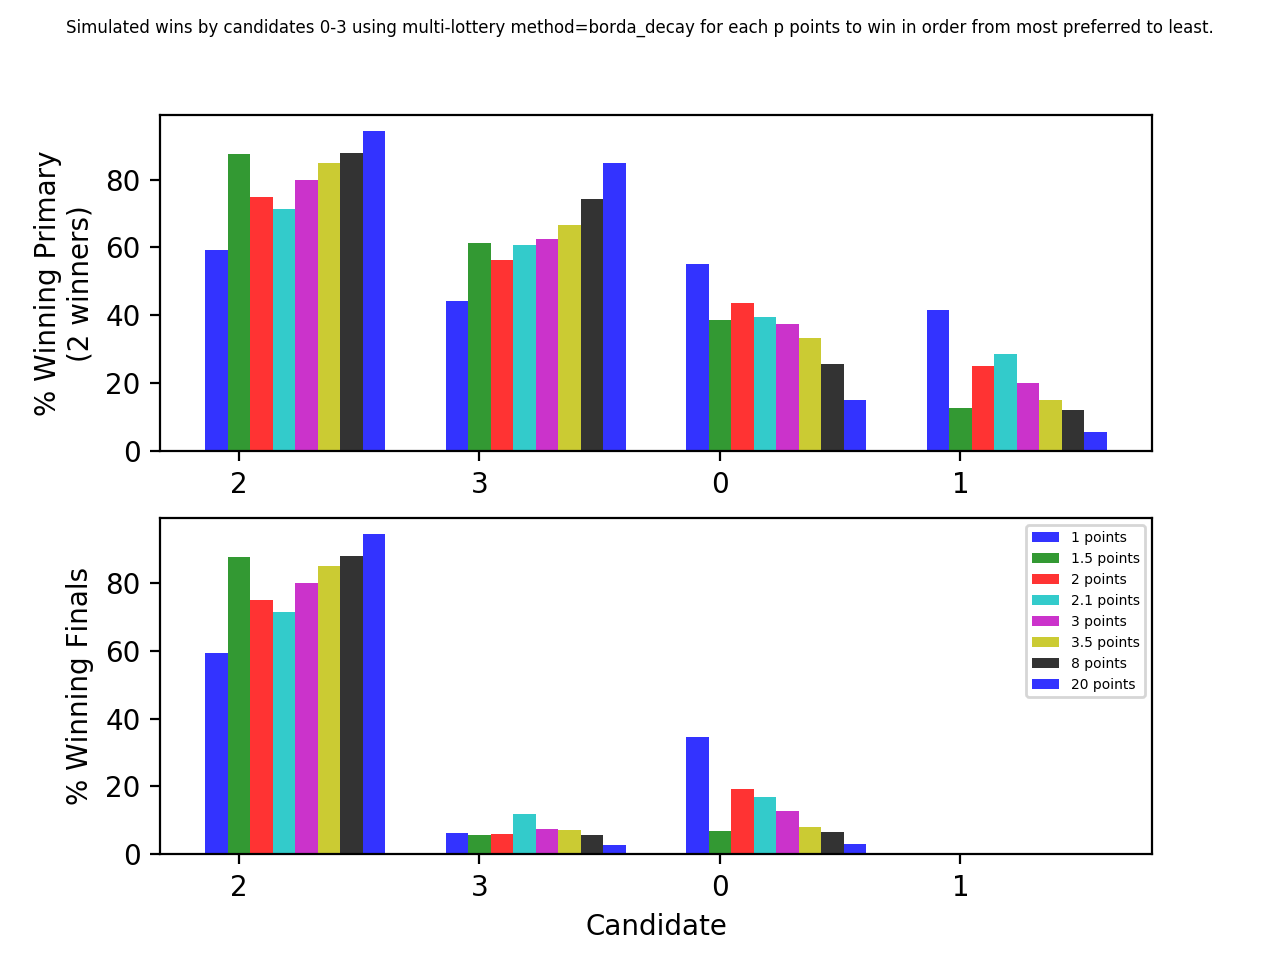 Simulated wins by candidates 0-3 using multi-lottery method=borda_decay for each p points to win in order from most preferred to least.
% Winning Primary
(2 winners)
80
60
40
20
0
2 3 0 1
% Winning Finals
80
60
40
20
0
1 points
1.5 points
2 points
2.1 points
3 points
3.5 points
8 points
20 points
2 3 0 1
Candidate